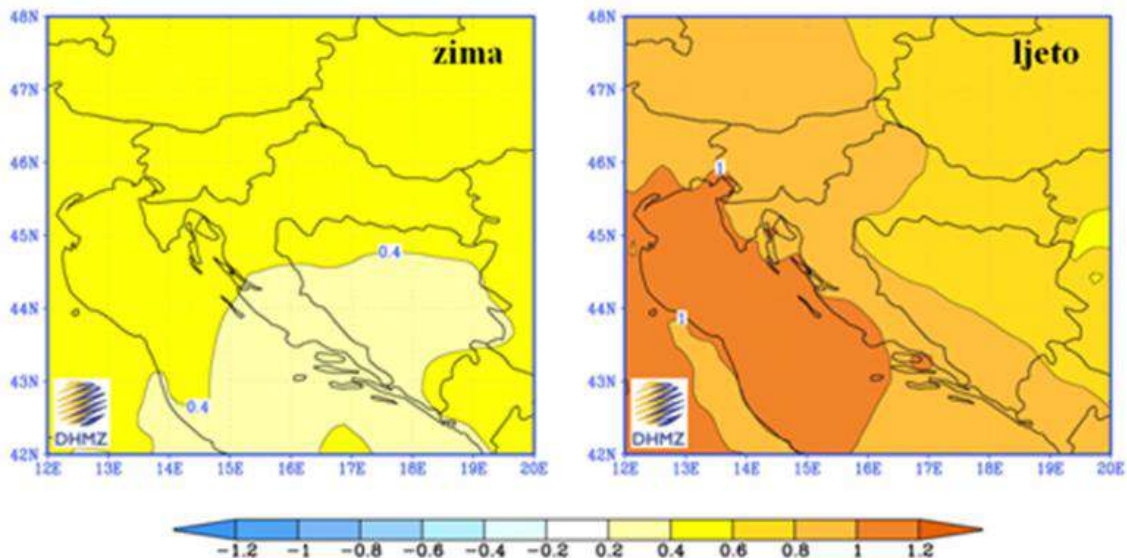 48N
zima
47N
46N
45N
0.4
44N
43N
0.4
DHMZ
42N
12E 13E 14E 15E 16E 17E 18E 19E 20E
48N
ljeto
47N
46N
1
45N
44N
1
43N
DHMZ
42N
12E 13E 14E 15E 16E 17E 18E 19E 20E
-1.2 -1 -0.8 -0.6 -0.4 -0.2 0.2 0.4 0.6 0.8 1 1.2